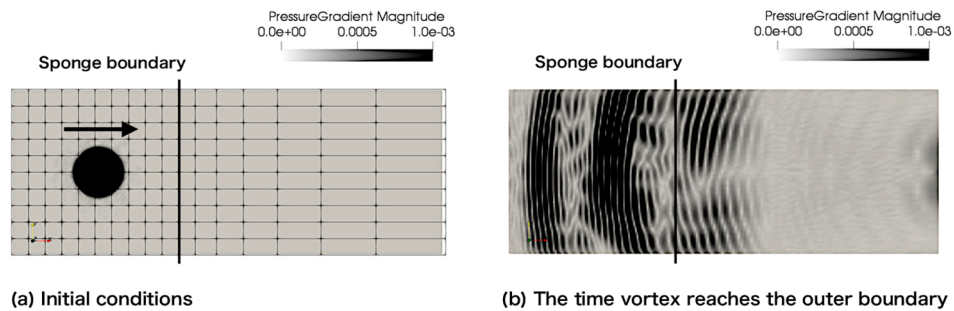 PressureGradient Magnitude
0.0e+00 0.0005 1.0e-03
Sponge boundary
(a) Initial conditions
PressureGradient Magnitude
0.0e+00 0.0005 1.0e-03
Sponge boundary
(b) The time vortex reaches the outer boundary